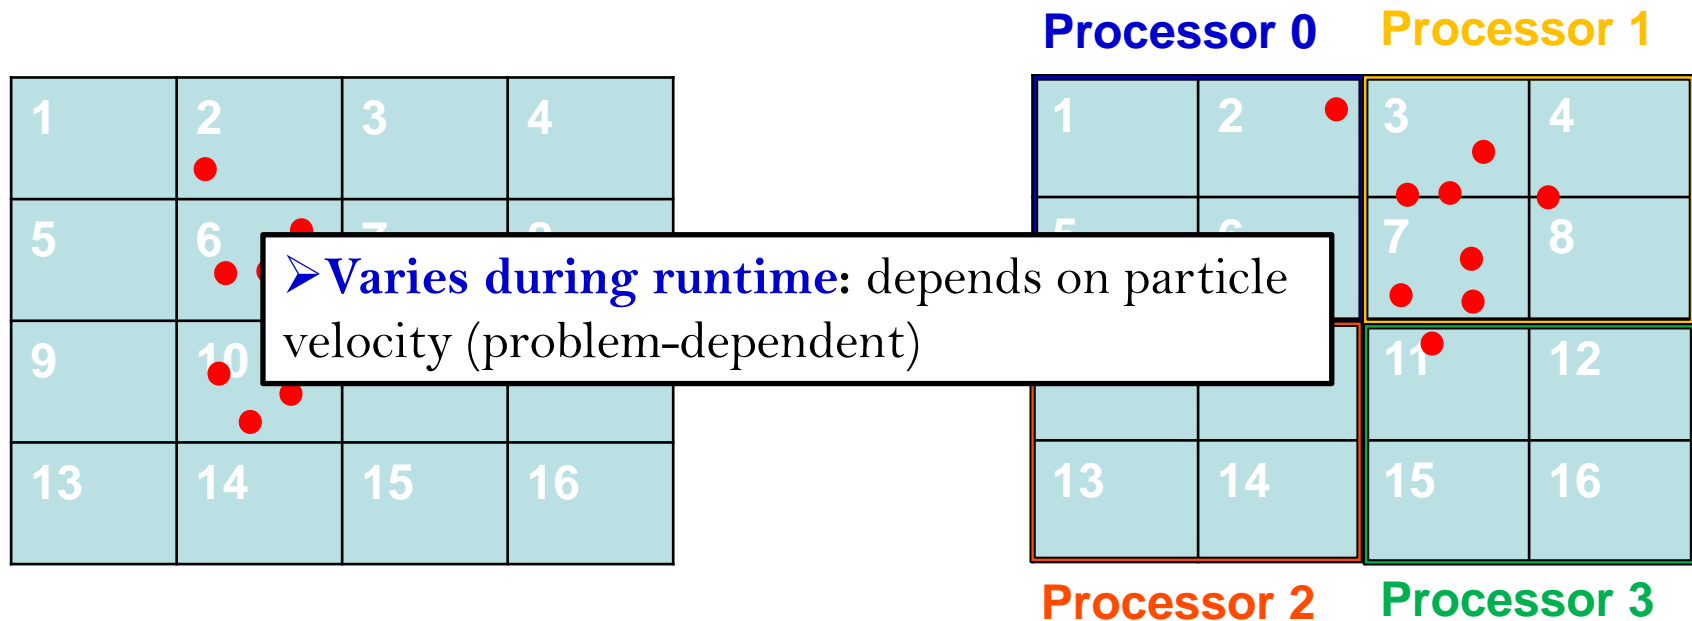 Processor 0 Processor 1
1 2 3 4
1 2 3 4
5 6
7 8
➢Varies during runtime: depends on particle
velocity (problem-dependent)
9 10
11 12
13 14 15 16
13 14 15 16
Processor 2 Processor 3